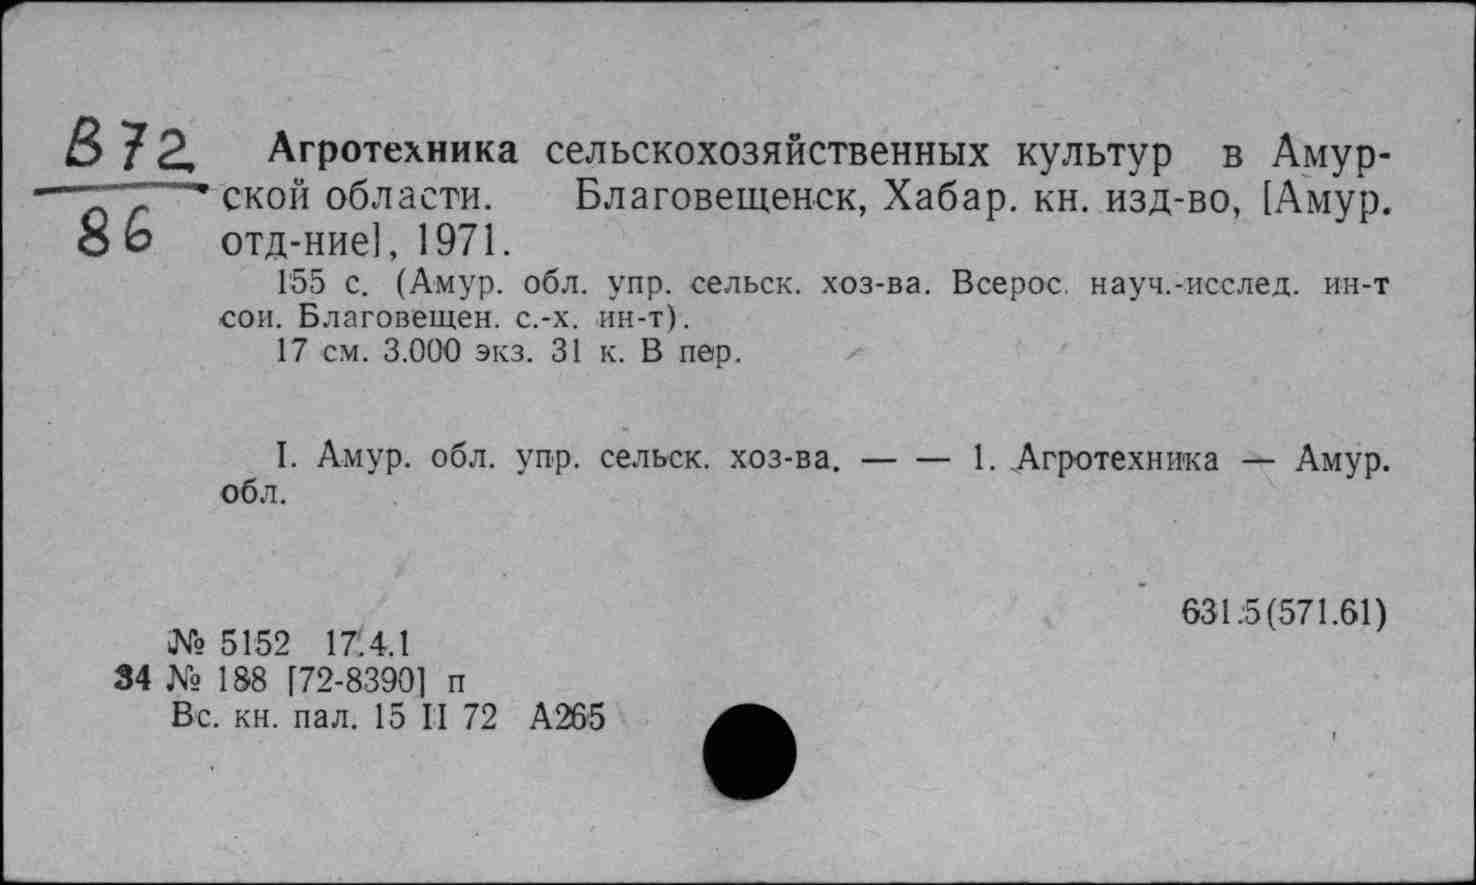 В72
86
Агротехника сельскохозяйственных культур в Амур-
ской области. Благовещенск, Хабар. кн. изд-во, [Амур.
отд-ние], 1971.
155 с. (Амур. обл. упр. сельск. хоз-ва. Всерос. науч.-исслед. ин-т
сои. Благовещен. с.-х. ин-т).
17 см. 3.000 экз. 31 к. В пер.
I. Амур. обл. упр. сельск. хоз-ва. — — 1. Агротехника — Амур.
обл.
631.5(571.61)
№ 5152 17.4.1
34 № 188 [72-8390] п
Вс. кн. пал. 15 II 72 А265